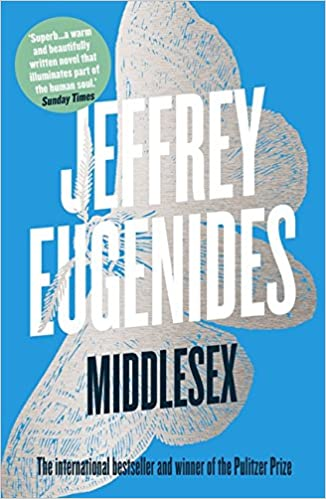 'Superb...a warm
and beautifully
written novel that
illuminates part of
the human soul.'
Sunday Times
JEFFREY
EUGENIDES
MIDDLESEX
The international bestseller and winner of the Pulitzer Prize